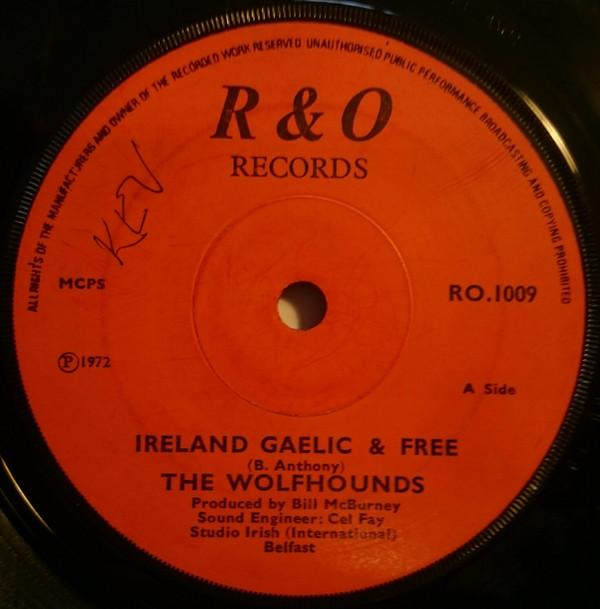 ALL RIGHTS OF THE MANUFACTURERS AND OWNER OF THE RECORDED WORK RESERVED. UNAUTHORISED PUBLIC PERFORMANCE BROADCASTING AND COPYING PROHIBITED
R & O
RECORDS
KEV
MCPS
RO.1009
Ⓟ1972
A Side
IRELAND GAELIC & FREE
(B. Anthony)
THE WOLFHOUNDS
Produced by Bill McBurney
Sound Engineer: Cel Fay
Studio Irish (International)
Belfast